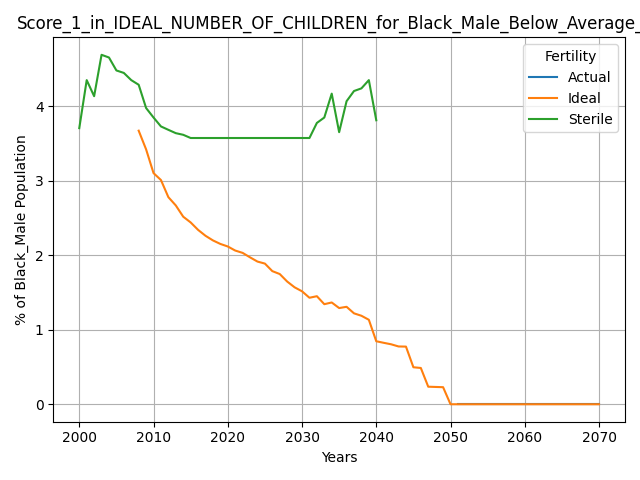 Score_1_in_IDEAL_NUMBER_OF_CHILDREN_for_Black_Male_Below_Average_
Fertility
Actual
Ideal
Sterile
% of Black_Male Population
4
3
2
1
0
2000 2010 2020 2030 2040 2050 2060 2070
Years